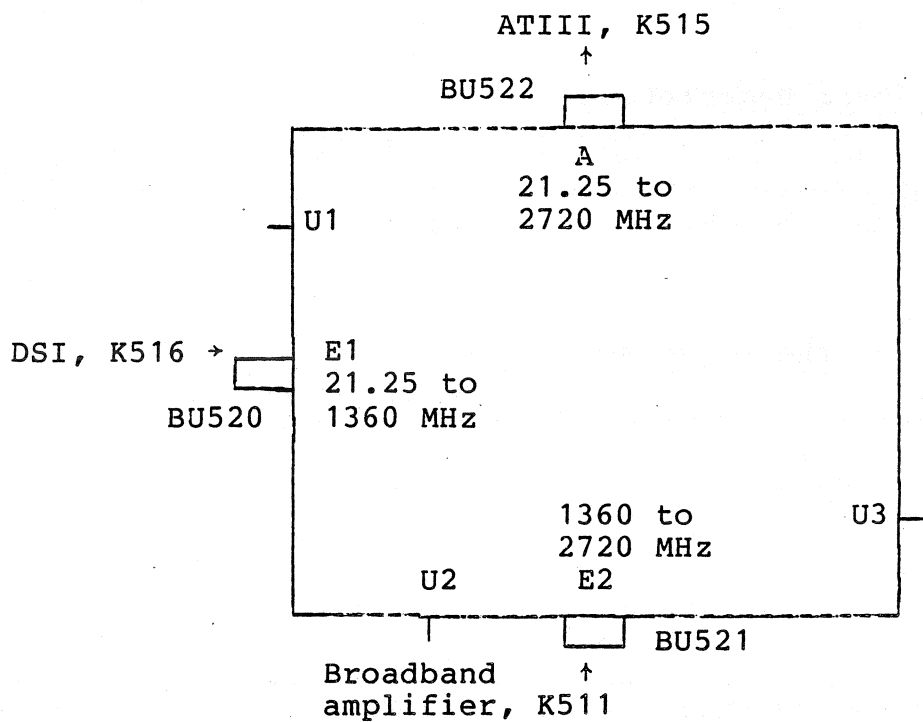 ATIII, K515
↑
BU522
A
21.25 to
2720 MHz
U1
DSI, K516 →
E1
21.25 to
1360 MHz
BU520
1360 to
2720 MHz
U3
U2
E2
BU521
Broadband
amplifier, K511
↑